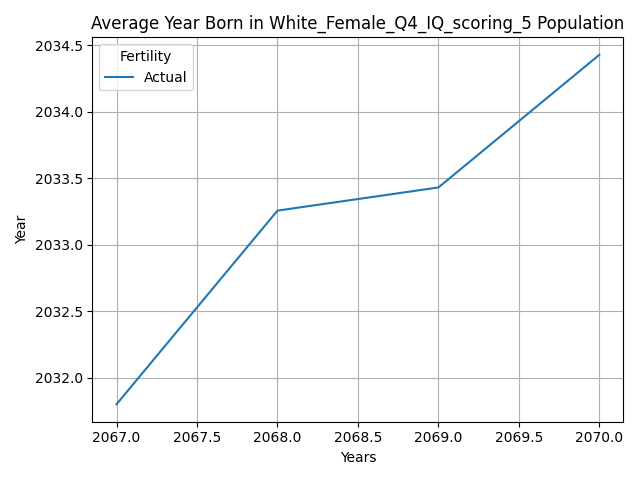 Average Year Born in White_Female_Q4_IQ_scoring_5 Population
Fertility
Actual
2034.5
2034.0
2033.5
2033.0
2032.5
2032.0
Year
2067.0 2067.5 2068.0 2068.5 2069.0 2069.5 2070.0
Years